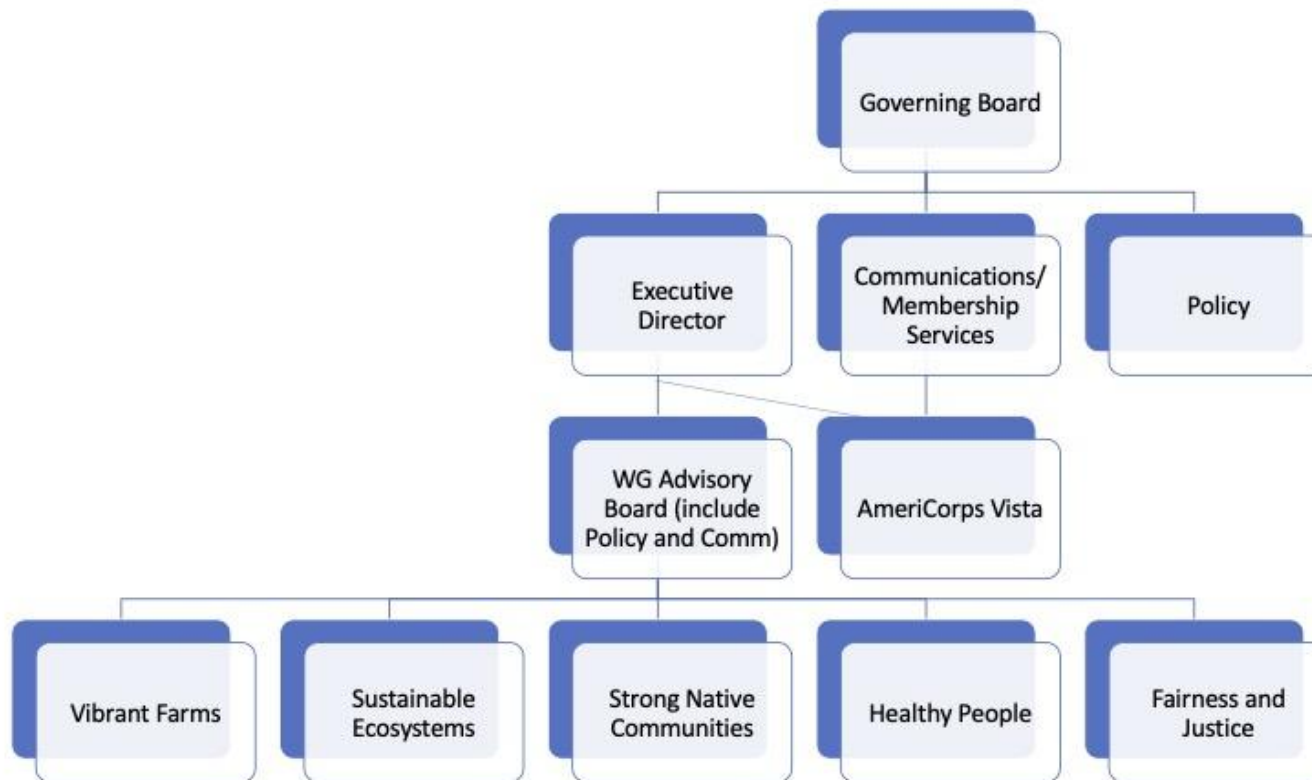 Governing Board
Executive
Director
Communications/
Membership
Services
Policy
WG Advisory
Board (include
Policy and Comm)
AmeriCorps Vista
Vibrant Farms
Sustainable
Ecosystems
Strong Native
Communities
Healthy People
Fairness and
Justice